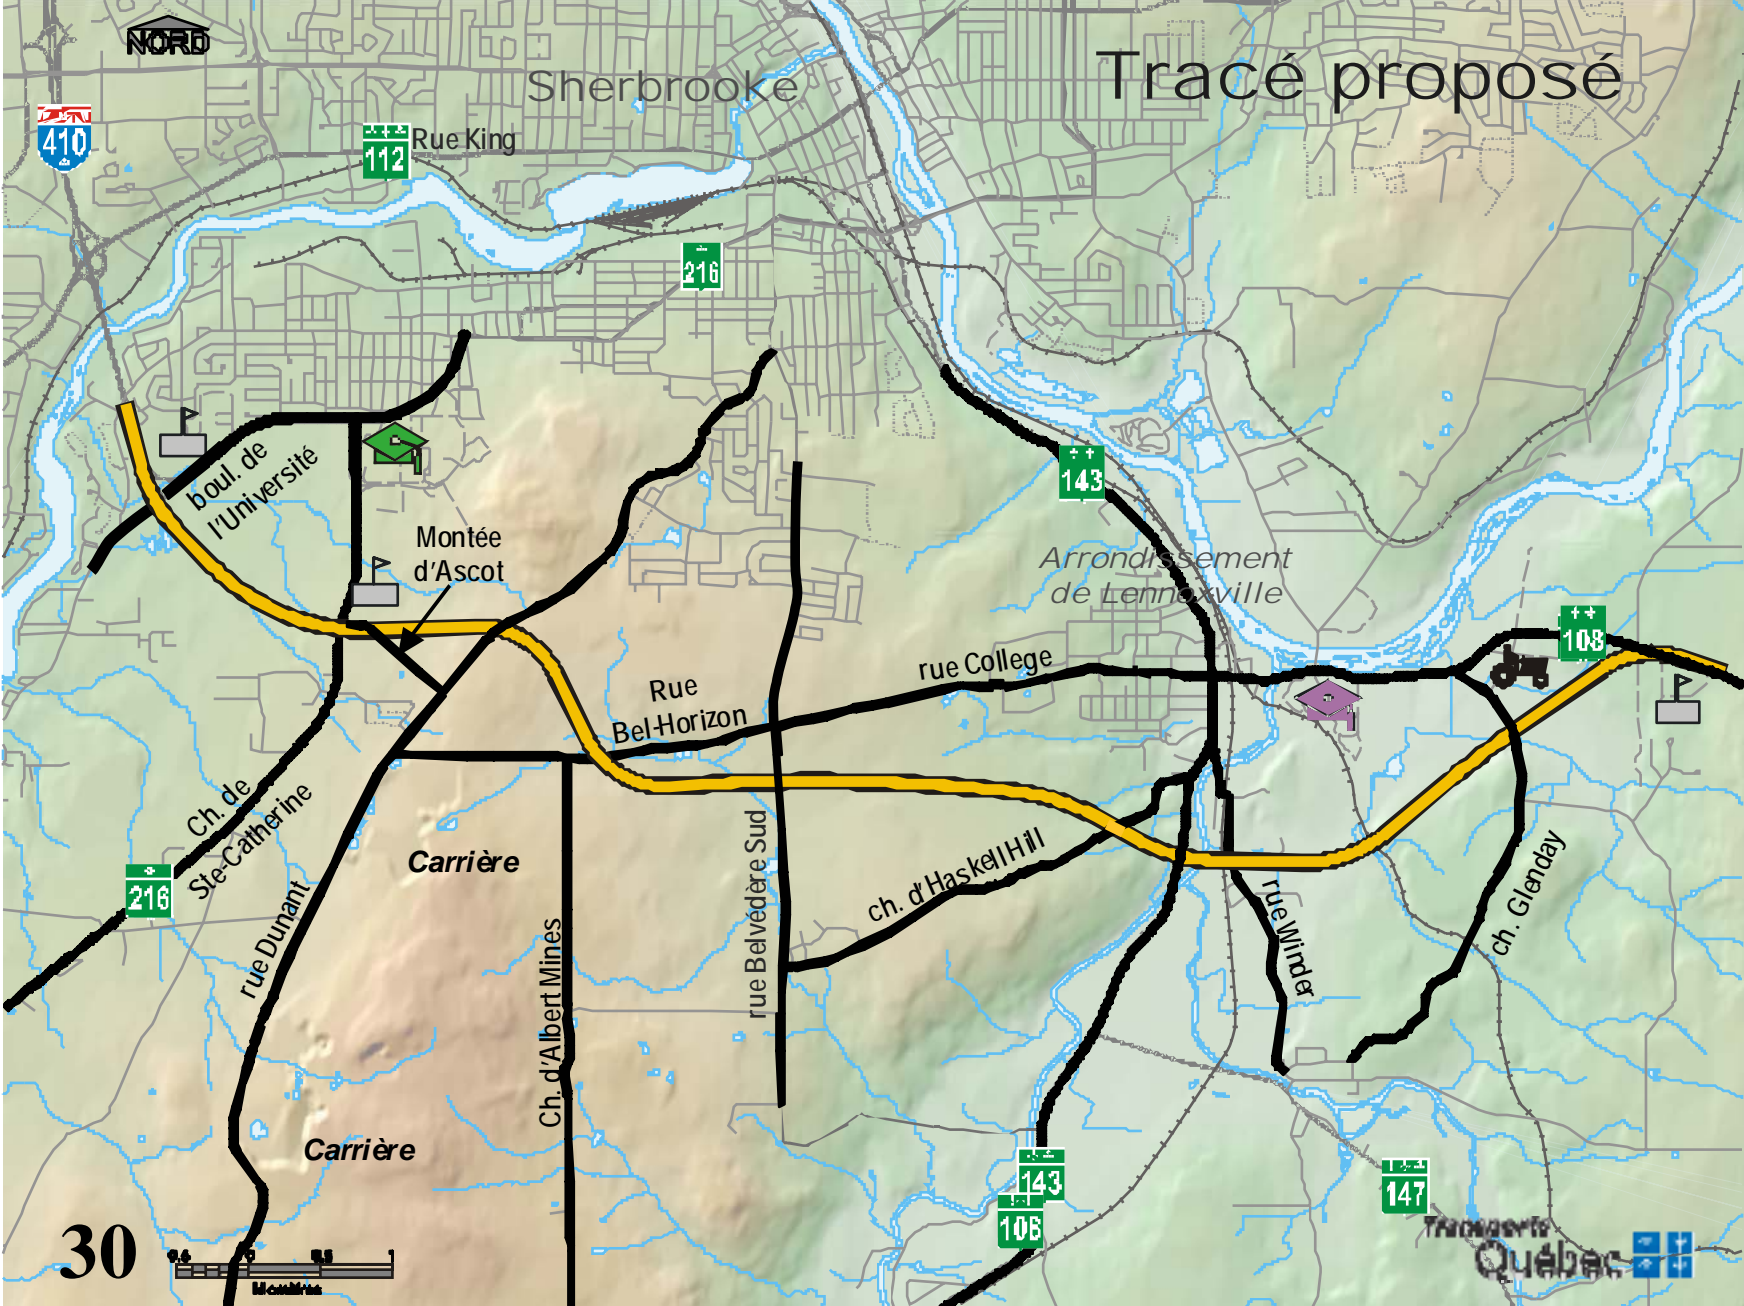 NORD
Sherbrooke
Tracé proposé
410
112
Rue King
216
143
boul. de
l'Université
Montée
d'Ascot
Arrondissement
de Lennoxville
108
rue College
Rue
Bel-Horizon
Ch. de
Ste-Catherine
216
Carrière
rue Dunant
Ch. d'Albert Mines
rue Belvédère Sud
ch. d'Haskell Hill
rue Winder
ch. Glenday
Carrière
143
106
147
30
1
Transports
Québec